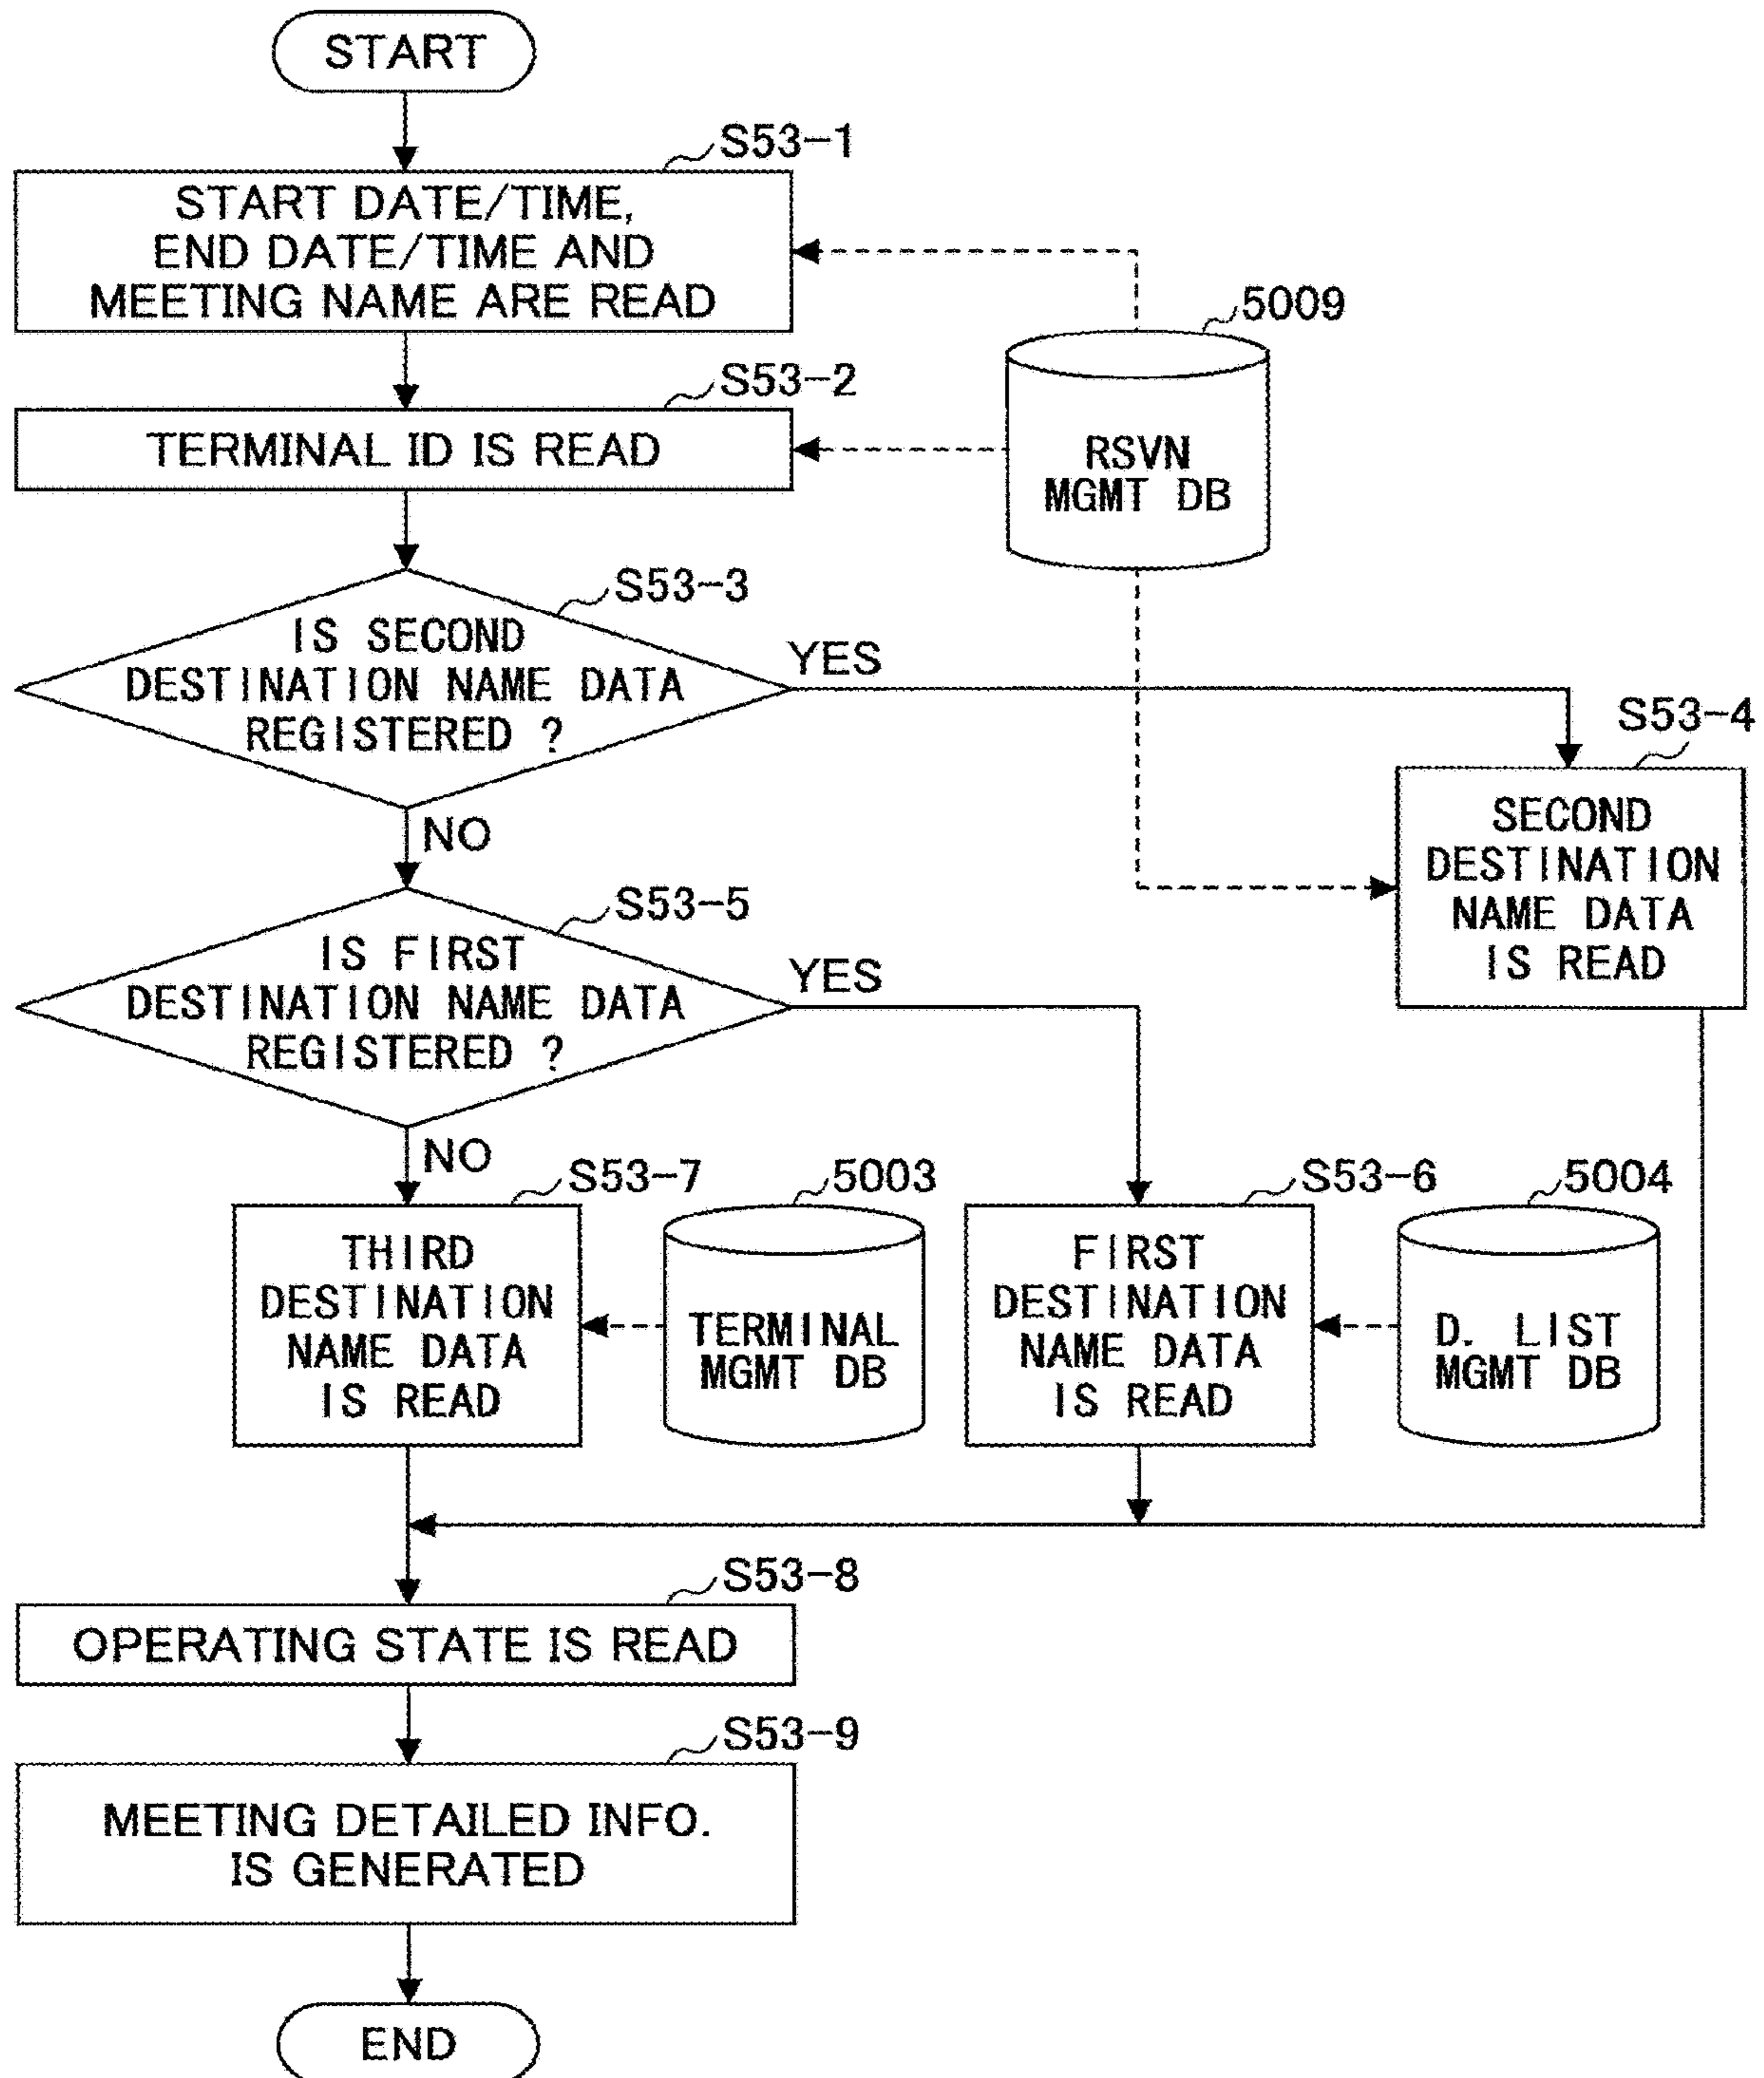 START
S53-1
START DATE/TIME,
END DATE/TIME AND
MEETING NAME ARE READ
5009
S53-2
TERMINAL ID IS READ
RSVN
MGMT DB
S53-3
IS SECOND
DESTINATION NAME DATA
REGISTERED ?
YES
S53-4
SECOND
DESTINATION
NAME DATA
IS READ
NO
S53-5
IS FIRST
DESTINATION NAME DATA
REGISTERED ?
YES
NO
S53-7
THIRD
DESTINATION
NAME DATA
IS READ
5003
TERMINAL
MGMT DB
S53-6
FIRST
DESTINATION
NAME DATA
IS READ
5004
D. LIST
MGMT DB
S53-8
OPERATING STATE IS READ
S53-9
MEETING DETAILED INFO.
IS GENERATED
END